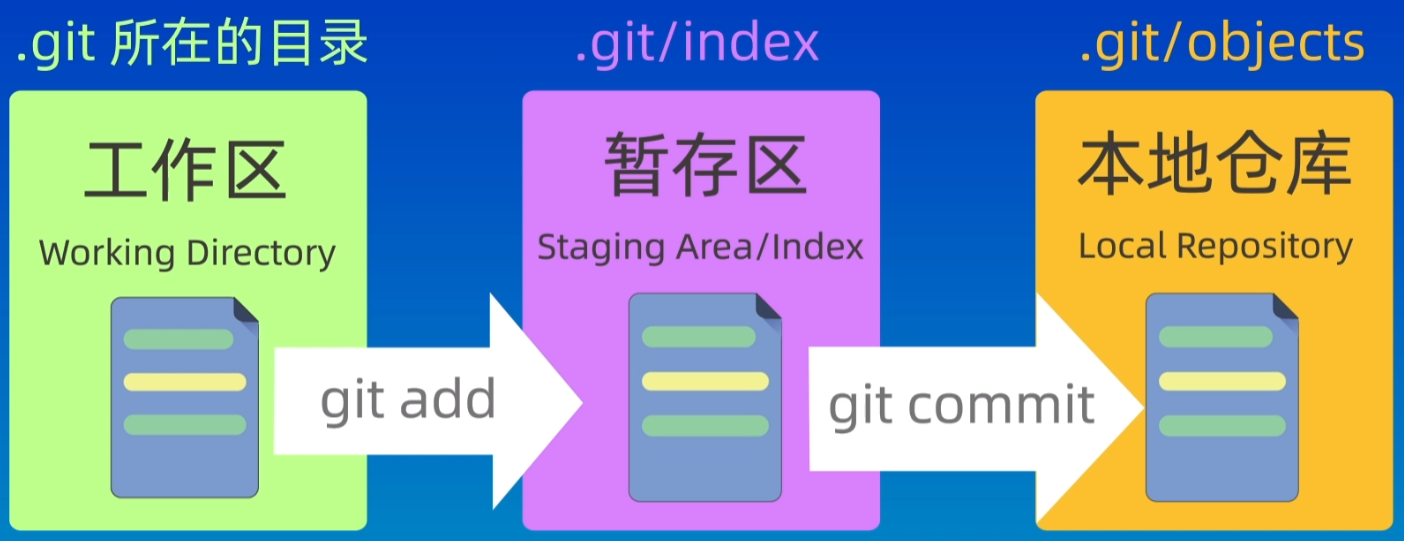 .git 所在的目录
.git/index
.git/objects
工作区
暂存区
本地仓库
Working Directory
Staging Area/Index
Local Repository
git add
git commit